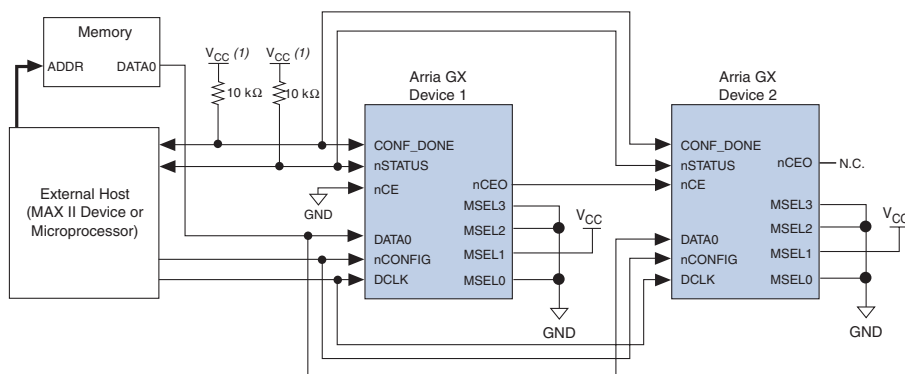 Memory
ADDR
DATA0
VCC (1)
VCC (1)
10 kΩ
10 kΩ
External Host
(MAX II Device or
Microprocessor)
GND
Arria GX
Device 1
CONF_DONE
nSTATUS
nCE
nCEO
MSEL3
MSEL2
MSEL1
MSEL0
DATA0
nCONFIG
DCLK
VCC
GND
Arria GX
Device 2
CONF_DONE
nSTATUS
nCE
nCEO
N.C.
MSEL3
MSEL2
MSEL1
MSEL0
DATA0
nCONFIG
DCLK
VCC
GND